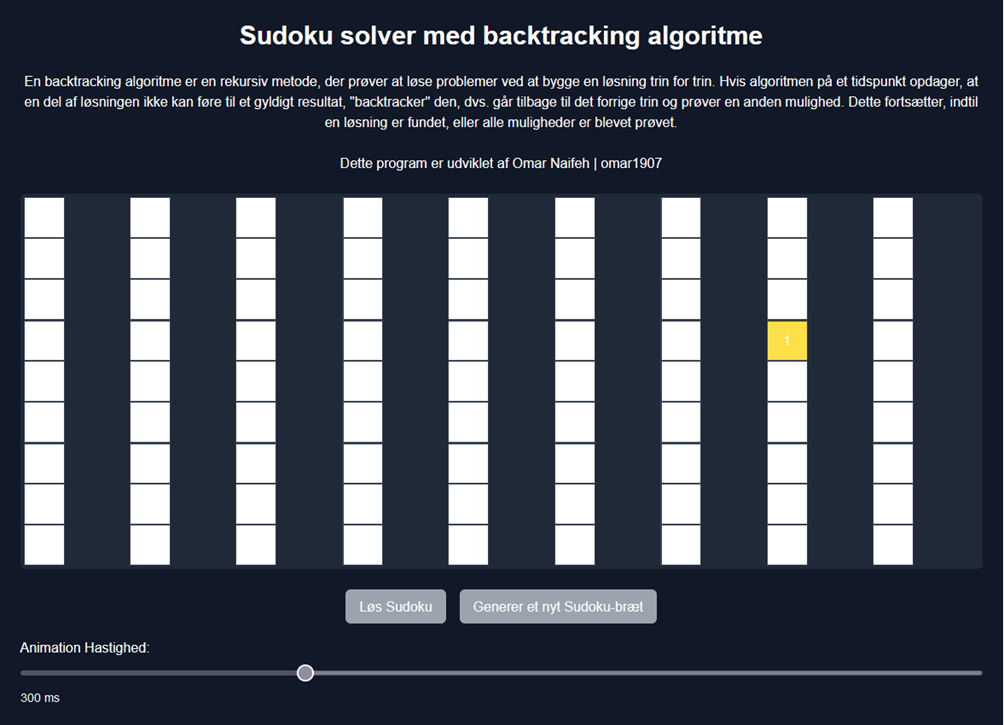 Sudoku solver med backtracking algoritme
En backtracking algoritme er en rekursiv metode, der prøver at løse problemer ved at bygge en løsning trin for trin. Hvis algoritmen på et tidspunkt opdager, at
en del af løsningen ikke kan føre til et gyldigt resultat, "backtracker" den, dvs. går tilbage til det forrige trin og prøver en anden mulighed. Dette fortsætter, indtil
en løsning er fundet, eller alle muligheder er blevet prøvet.
Dette program er udviklet af Omar Naifeh | omar1907
1
Løs Sudoku
Generer et nyt Sudoku-bræt
Animation Hastighed:
300 ms